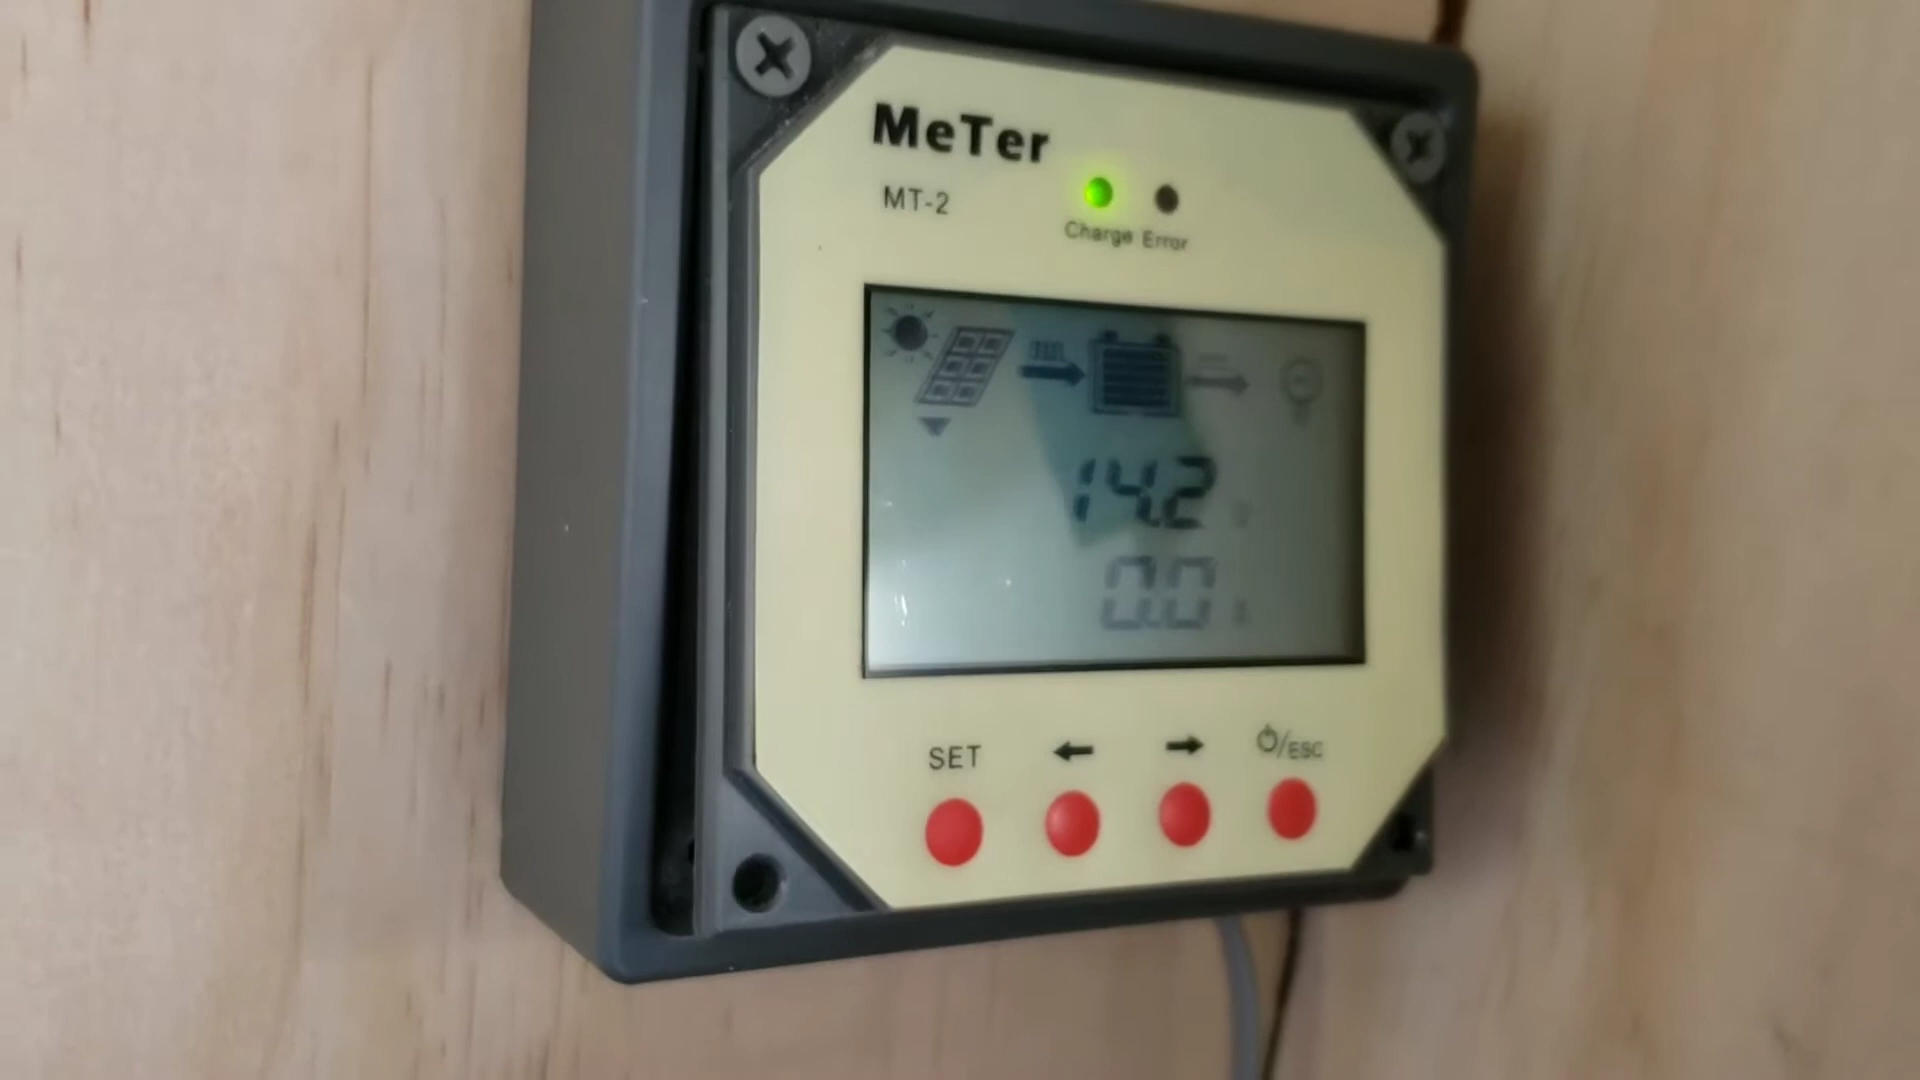 MeTer
MT-2
Charge Error
14.2
0.0
SET
/ESC